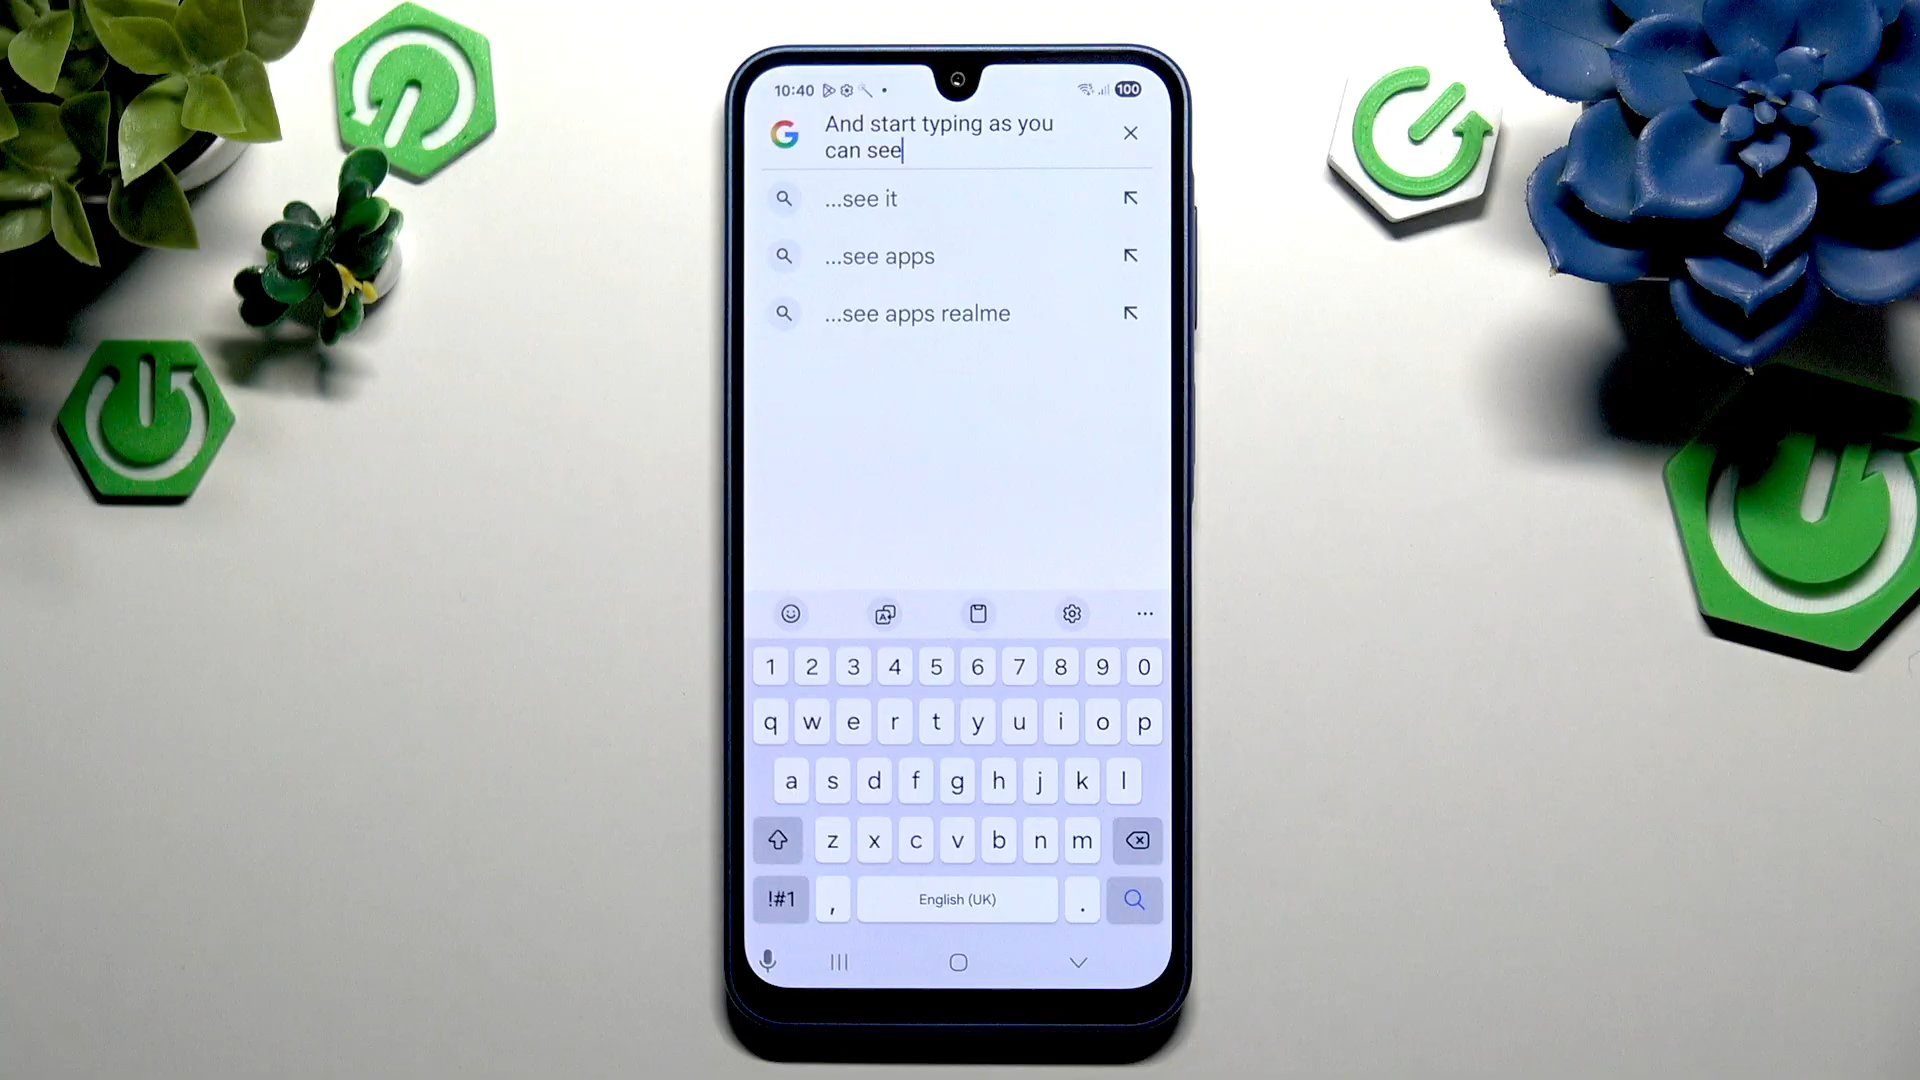 10:40
100
And start typing as you
can see
...see it
...see apps
...see apps realme
1 2 3 4 5 6 7 8 9 0
q w e r t y u i o p
a s d f g h j k l
z x c v b n m
!#1 , English (UK) .